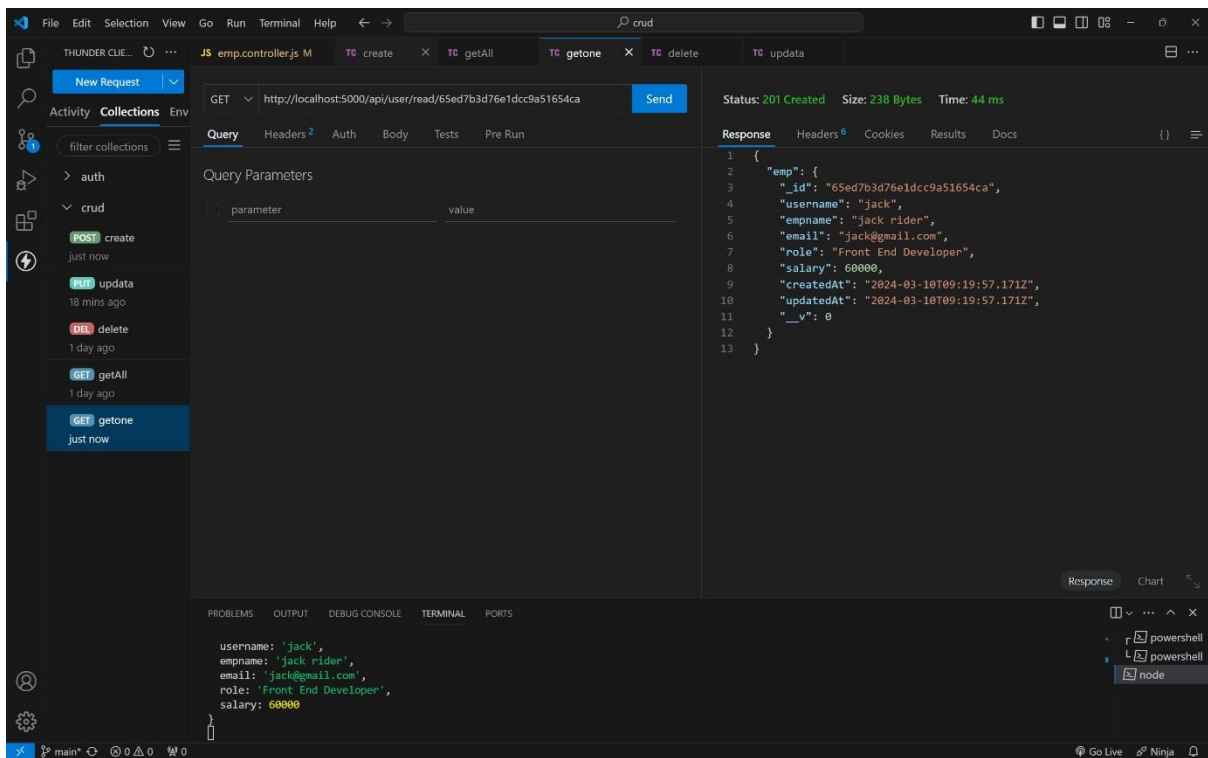 File Edit Selection View Go Run Terminal Help crud
THUNDER CLIE... JS emp.controller.js M TC create TC getAll TC getone TC delete TC updata
New Request
GET http://localhost:5000/api/user/read/65ed7b3d76e1dcc9a51654ca Send
Status: 201 Created Size: 238 Bytes Time: 44 ms
Activity Collections Env
Query Headers 2 Auth Body Tests Pre Run
Response Headers 6 Cookies Results Docs
filter collections
auth
crud
POST create
just now
PUT updata
18 mins ago
DEL delete
1 day ago
GET getAll
1 day ago
GET getone
just now
Query Parameters
parameter value
1 {
2 "emp": {
3 "_id": "65ed7b3d76e1dcc9a51654ca",
4 "username": "jack",
5 "empname": "jack rider",
6 "email": "jack@gmail.com",
7 "role": "Front End Developer",
8 "salary": 60000,
9 "createdAt": "2024-03-10T09:19:57.171Z",
10 "updatedAt": "2024-03-10T09:19:57.171Z",
11 "__v": 0
12 }
13 }
Response Chart
PROBLEMS OUTPUT DEBUG CONSOLE TERMINAL PORTS
username: 'jack',
empname: 'jack rider',
email: 'jack@gmail.com',
role: 'Front End Developer',
salary: 60000
}
powershell
powershell
node
1
main* 0 0 0 Go Live Ninja